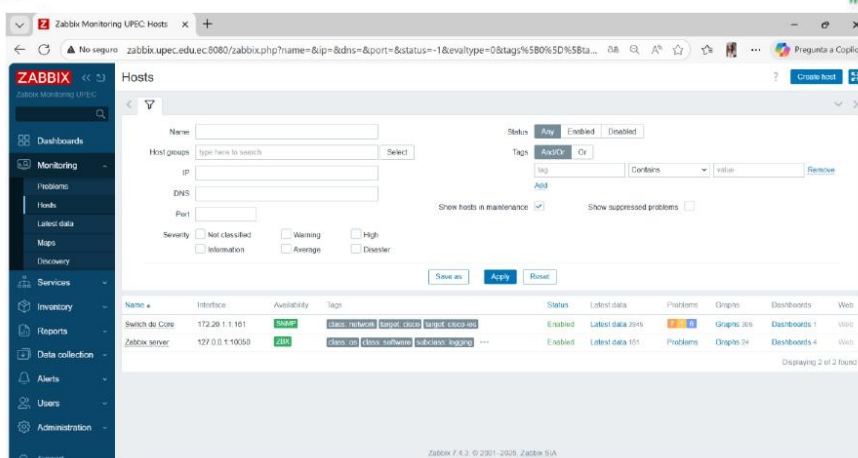 Zabbix Monitoring UPEC: Hosts
No seguro zabbix.upec.edu.ec:8080/zabbix.php?name=&ip=&dns=&port=&status=-1&evaltype=0&tags%5B0%5D%5Bta... Pregunta a Copilo
ZABBIX
Zabbix Monitoring UPEC
Hosts
? Create host
Dashboards
Monitoring
Problems
Hosts
Latest data
Maps
Discovery
Services
Inventory
Reports
Data collection
Alerts
Users
Administration
Name
Host groups type here to search Select
IP
DNS
Port
Severity Not classified Warning High
Information Average Disaster
Status Any Enabled Disabled
Tags And/Or Or
tag Contains value Remove
Add
Show hosts in maintenance Show suppressed problems
Save as Apply Reset
Name Interface Availability Tags Status Latest data Problems Graphs Dashboards Web
Switch de Core SNMP class: network target: cisco target: cisco-ios Enabled Latest data Graphs Dashboards 1 Web
Zabbix server 127.0.0.1:10050 ZBX class: os class: software subclass: logging Enabled Latest data Problems Graphs 24 Dashboards 4 Web
Displaying 2 of 2 found
Zabbix 7.4.3. © 2001–2025, Zabbix SIA